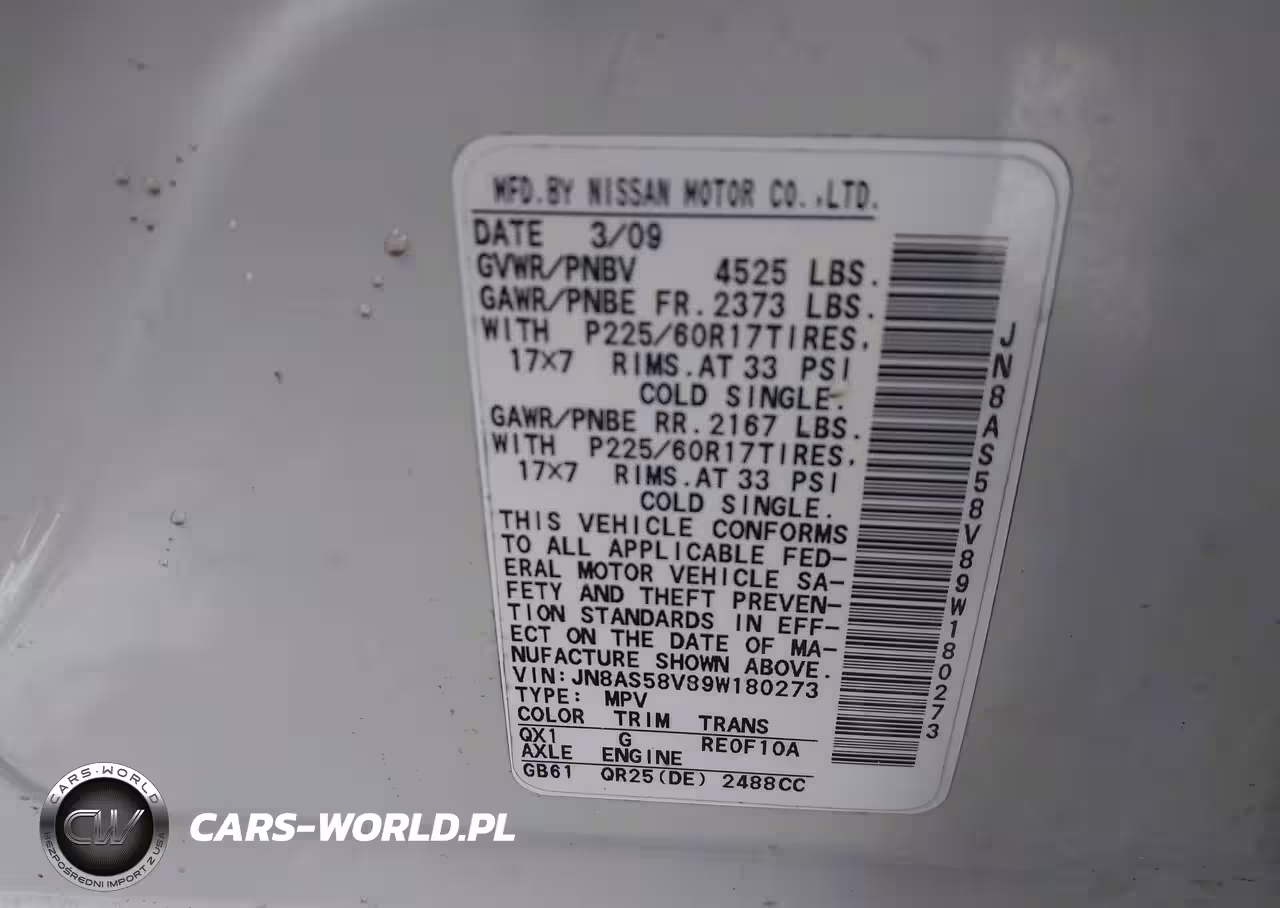 MFD.BY NISSAN MOTOR CO.,LTD.
DATE 3/09
GVWR/PNBV 4525 LBS.
GAWR/PNBE FR.2373 LBS.
WITH P225/60R17TIRES,
17×7 RIMS.AT 33 PSI
COLD SINGLE.
GAWR/PNBE RR.2167 LBS.
WITH P225/60R17TIRES,
17×7 RIMS.AT 33 PSI
COLD SINGLE.
THIS VEHICLE CONFORMS
TO ALL APPLICABLE FED-
ERAL MOTOR VEHICLE SA-
FETY AND THEFT PREVEN-
TION STANDARDS IN EFF-
ECT ON THE DATE OF MA-
NUFACTURE SHOWN ABOVE.
VIN:JN8AS58V89W180273
TYPE: MPV
COLOR TRIM TRANS
QX1 G RE0F10A
AXLE ENGINE
GB61 QR25(DE) 2488CC
JN8AS58V89W180273
CARS-WORLD
CW
BEZPOŚREDNI IMPORT Z USA
CARS-WORLD.PL